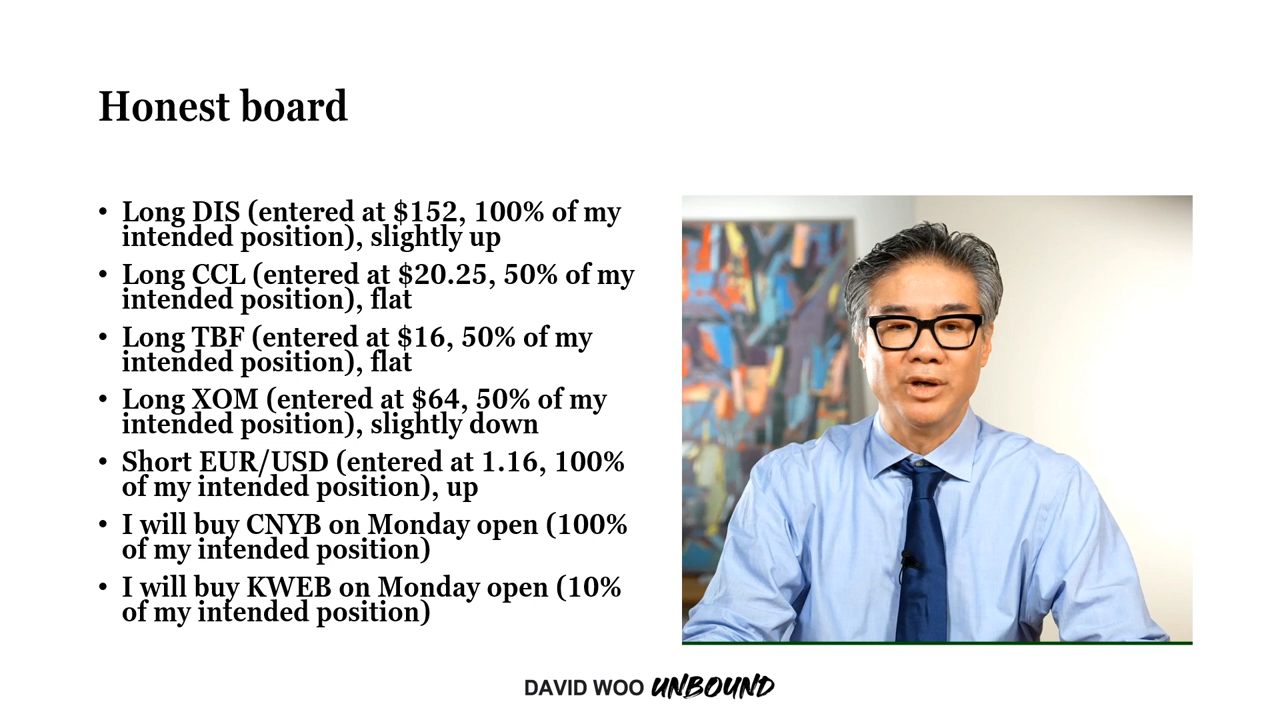 Honest board
• Long DIS (entered at $152, 100% of my
intended position), slightly up
• Long CCL (entered at $20.25, 50% of my
intended position), flat
• Long TBF (entered at $16, 50% of my
intended position), flat
• Long XOM (entered at $64, 50% of my
intended position), slightly down
• Short EUR/USD (entered at 1.16, 100%
of my intended position), up
• I will buy CNYB on Monday open (100%
of my intended position)
• I will buy KWEB on Monday open (10%
of my intended position)
DAVID WOO UNBOUND